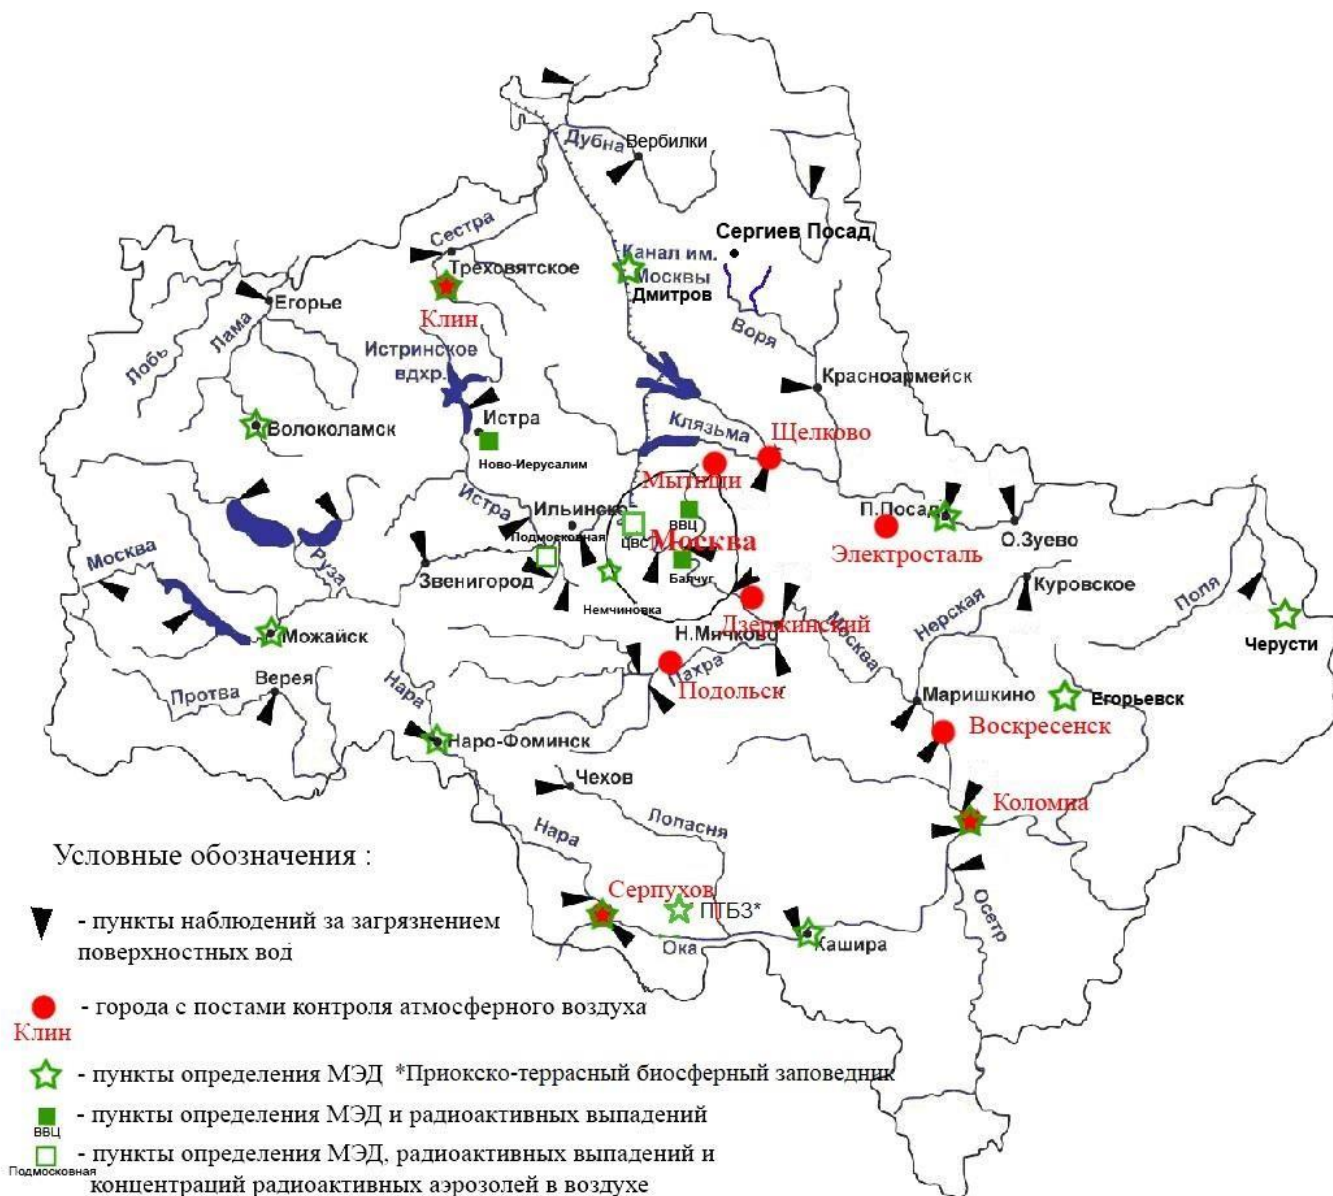 Дубна
Вербилки
Сестра
Сергиев Посад
Канал им.
Москвы
Дмитров
Треховятское
Клин
Егорье
Лама
Лобь
Воря
Истринское
вдхр.
Красноармейск
Волоколамск
Истра
Ново-Иерусалим
Клязьма
Щелково
Мытищи
Истра
Ильинско
Подмосковная
ЦВС
ВВЦ
Москва
Балчуг
П.Посад
Электросталь
О.Зуево
Москва
Руза
Звенигород
Немчиновка
Дзержинский
Н.Мячково
Куровское
Нерская
Поля
Черусти
Можайск
Москва
Протва
Верея
Нара
Пахра
Подольск
Маришкино
Егорьевск
Воскресенск
Наро-Фоминск
Чехов
Лопасня
Нара
Коломна
Серпухов
ПТБЗ*
Ока
Кашира
Осетр
Условные обозначения :
- пункты наблюдений за загрязнением
поверхностных вод
- города с постами контроля атмосферного воздуха
Клин
- пункты определения МЭД *Приокско-террасный биосферный заповедник
- пункты определения МЭД и радиоактивных выпадений
ВВЦ
- пункты определения МЭД, радиоактивных выпадений и
Подмосковная
концентраций радиоактивных аэрозолей в воздухе